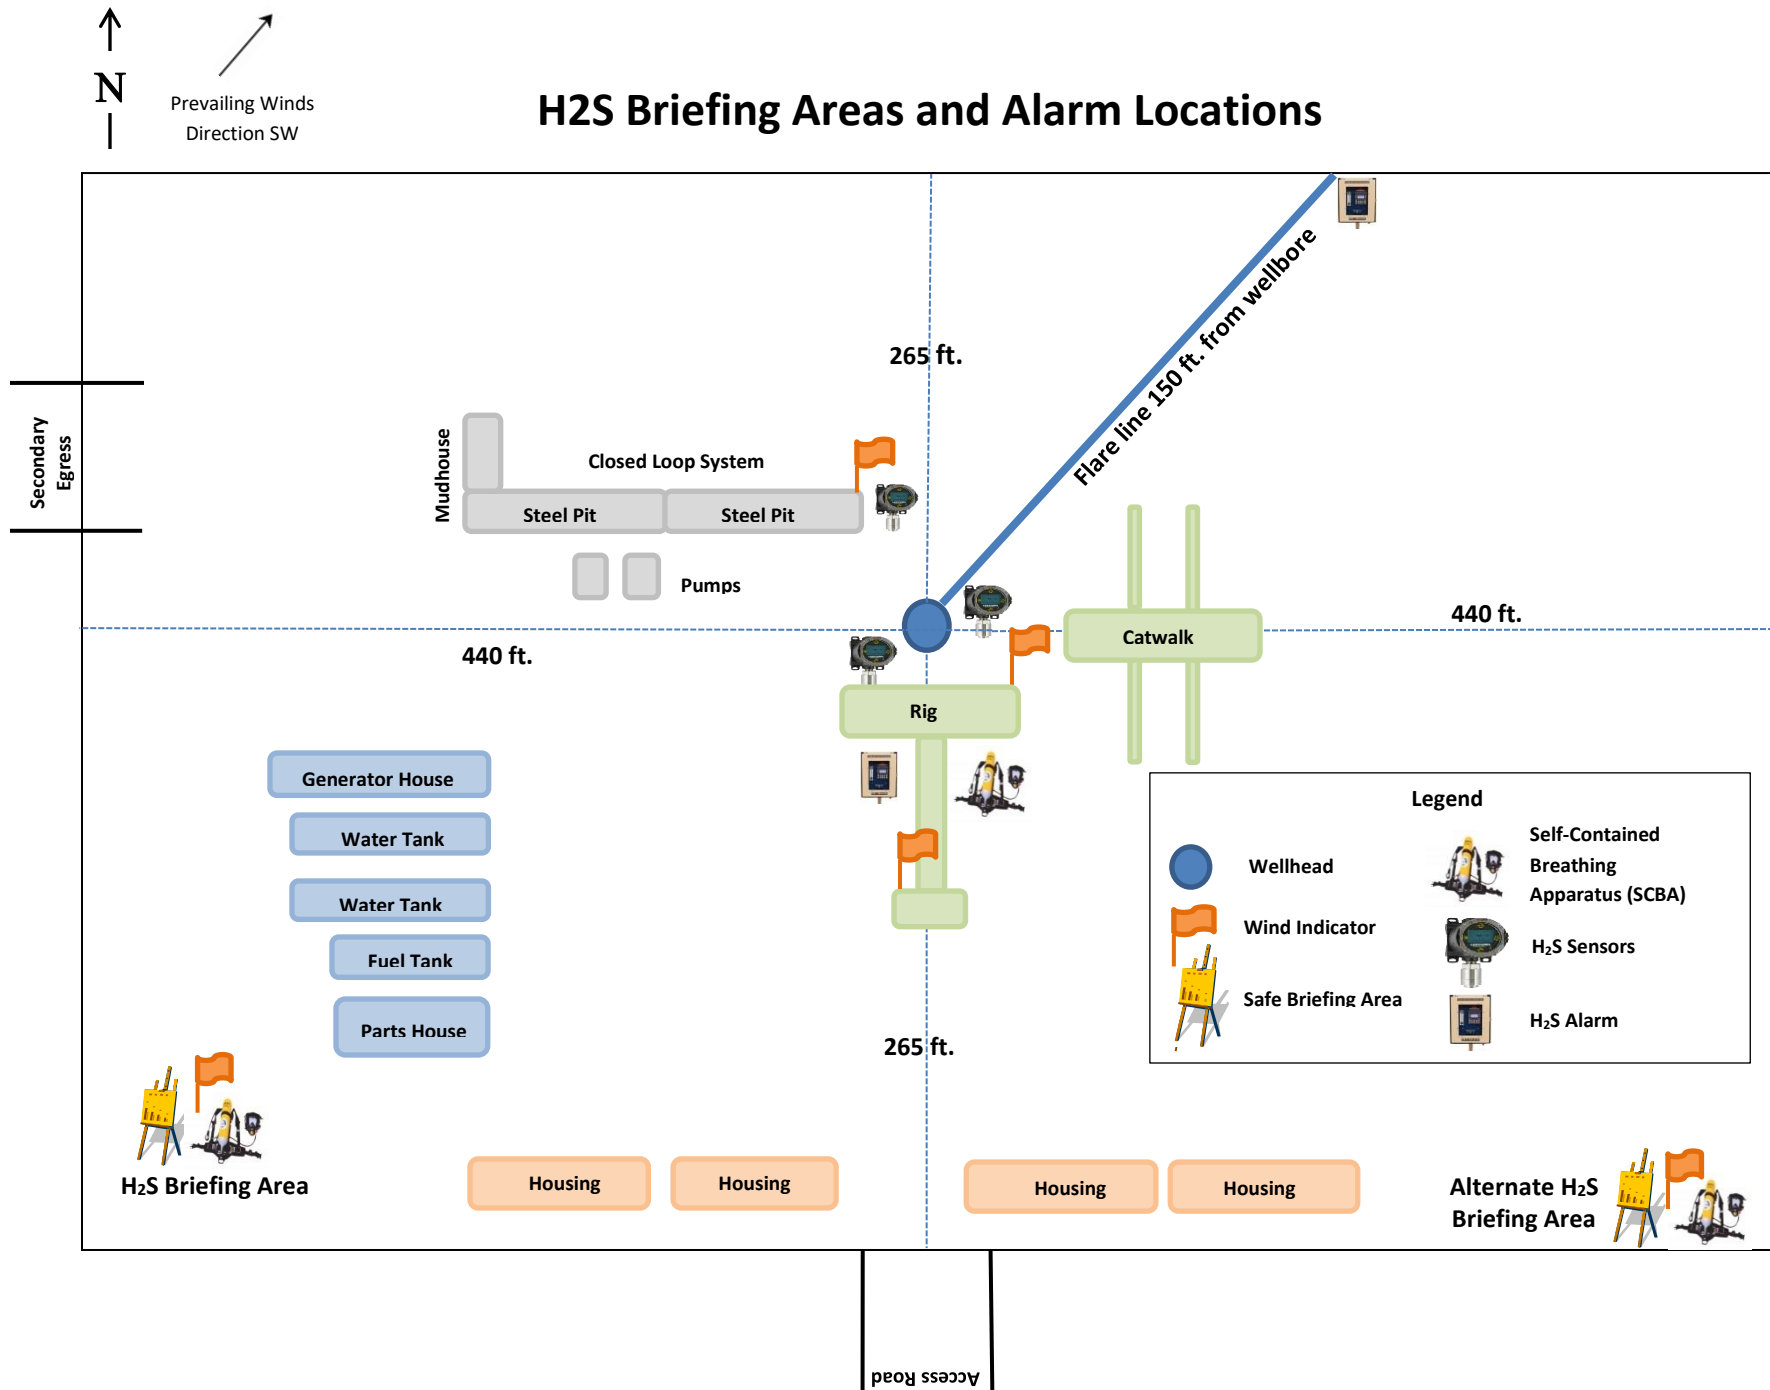 N
Prevailing Winds
Direction SW
H2S Briefing Areas and Alarm Locations
265 ft.
Flare line 150 ft. from wellbore
Secondary
Egress
Mudhouse
Closed Loop System
Steel Pit
Steel Pit
Pumps
440 ft.
Catwalk
440 ft.
Rig
Generator House
Water Tank
Water Tank
Fuel Tank
Parts House
Legend
Wellhead
Wind Indicator
Safe Briefing Area
Self-Contained
Breathing
Apparatus (SCBA)
H₂S Sensors
H₂S Alarm
265 ft.
H₂S Briefing Area
Housing
Housing
Housing
Housing
Alternate H₂S
Briefing Area
Access Road